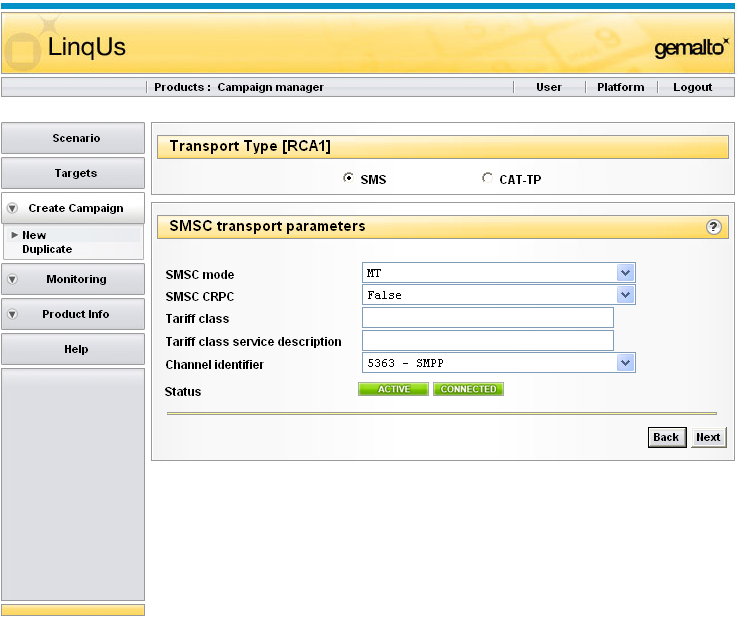 LinqUs
gemalto
Products : Campaign manager
User
Platform
Logout
Scenario
Targets
Create Campaign
New
Duplicate
Monitoring
Product Info
Help
Transport Type [RCA1]
SMS
CAT-TP
SMSC transport parameters
?
SMSC mode
MT
SMSC CRPC
False
Tariff class
Tariff class service description
Channel identifier
5363 - SMPP
Status
ACTIVE
CONNECTED
Back
Next